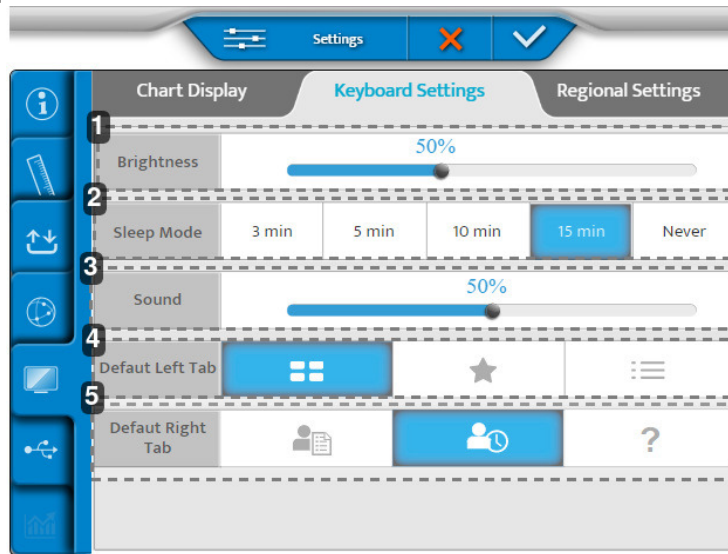 Settings
Chart Display Keyboard Settings Regional Settings
1
Brightness 50%
2
Sleep Mode 3 min 5 min 10 min 15 min Never
3
Sound 50%
4
Defaut Left Tab
5
Defaut Right
Tab ?